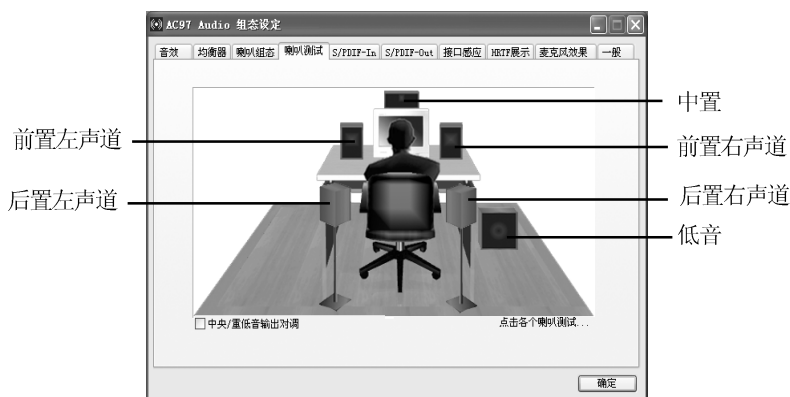 AC97 Audio 组态设定
音效 均衡器 喇叭组态 喇叭测试 S/PDIF-In S/PDIF-Out 接口感应 HRTF展示 麦克风效果 一般
中置
前置左声道
前置右声道
后置左声道
后置右声道
低音
中央/重低音输出对调
点击各个喇叭测试...
确定